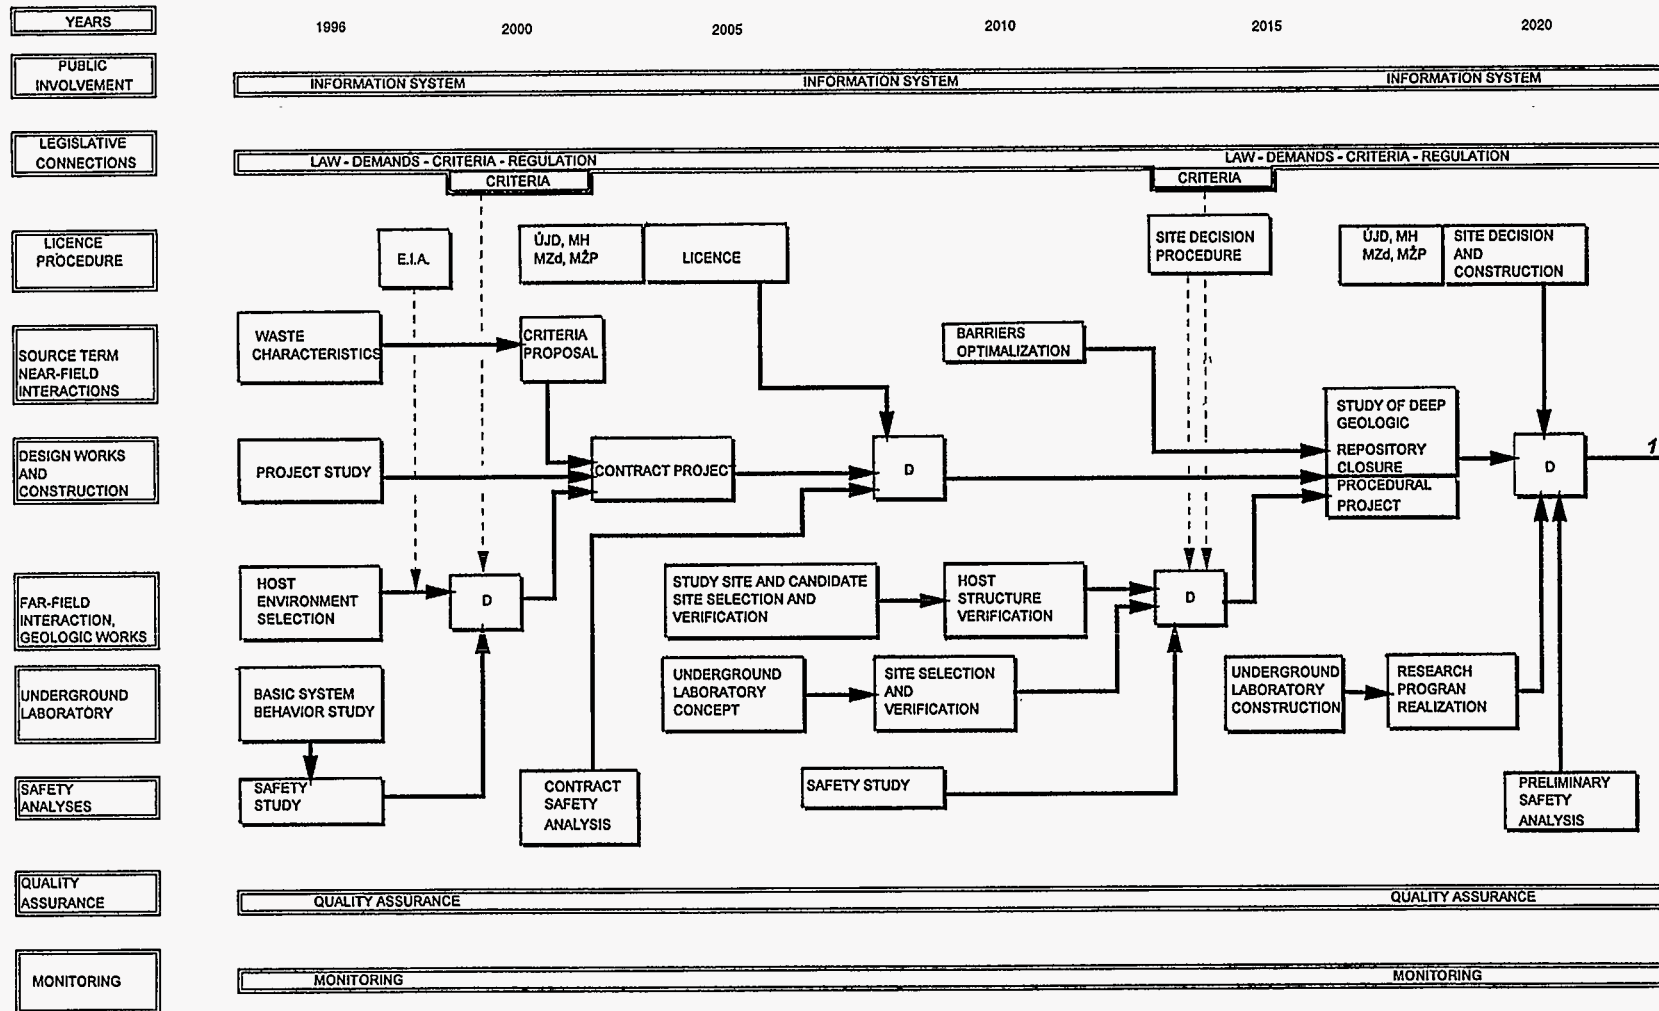 YEARS
1996
2000
2005
2010
2015
2020
PUBLIC
INVOLVEMENT
INFORMATION SYSTEM
INFORMATION SYSTEM
INFORMATION SYSTEM
LEGISLATIVE
CONNECTIONS
LAW - DEMANDS - CRITERIA - REGULATION
LAW - DEMANDS - CRITERIA - REGULATION
CRITERIA
CRITERIA
LICENCE
PROCEDURE
E.I.A.
ÚJD, MH
MZd, MŽP
LICENCE
SITE DECISION
PROCEDURE
ÚJD, MH
MZd, MŽP
SITE DECISION
AND
CONSTRUCTION
SOURCE TERM
NEAR-FIELD
INTERACTIONS
WASTE
CHARACTERISTICS
CRITERIA
PROPOSAL
BARRIERS
OPTIMALIZATION
STUDY OF DEEP
GEOLOGIC
REPOSITORY
CLOSURE
PROCEDURAL
PROJECT
DESIGN WORKS
AND
CONSTRUCTION
PROJECT STUDY
CONTRACT PROJECT
D
D
1
FAR-FIELD
INTERACTION,
GEOLOGIC WORKS
HOST
ENVIRONMENT
SELECTION
D
STUDY SITE AND CANDIDATE
SITE SELECTION AND
VERIFICATION
HOST
STRUCTURE
VERIFICATION
D
UNDERGROUND
LABORATORY
BASIC SYSTEM
BEHAVIOR STUDY
UNDERGROUND
LABORATORY
CONCEPT
SITE SELECTION
AND
VERIFICATION
UNDERGROUND
LABORATORY
CONSTRUCTION
RESEARCH
PROGRAN
REALIZATION
SAFETY
ANALYSES
SAFETY
STUDY
CONTRACT
SAFETY
ANALYSIS
SAFETY STUDY
PRELIMINARY
SAFETY
ANALYSIS
QUALITY
ASSURANCE
QUALITY ASSURANCE
QUALITY ASSURANCE
MONITORING
MONITORING
MONITORING